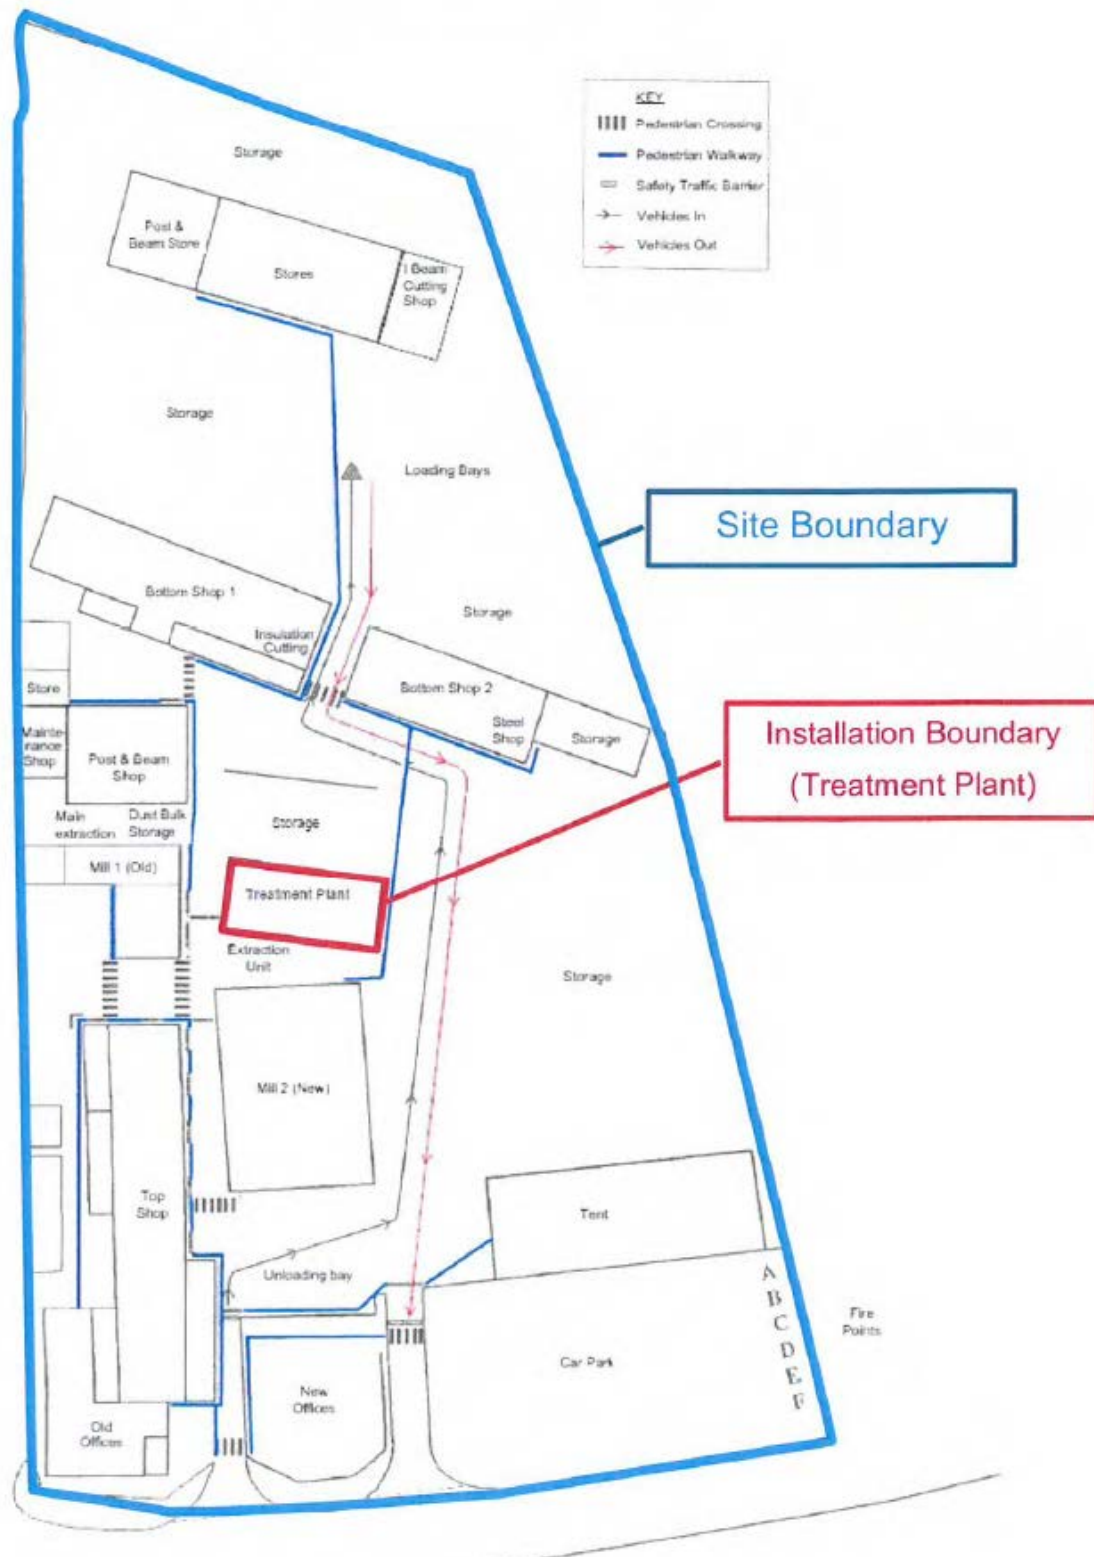 KEY
Pedestrian Crossing
Pedestrian Walkway
Safety Traffic Barrier
Vehicles In
Vehicles Out
Storage
Post &
Beam Store
Stores
I Beam
Cutting
Shop
Storage
Loading Bays
Site Boundary
Bottom Shop 1
Insulation
Cutting
Storage
Bottom Shop 2
Steel
Shop
Storage
Store
Mainte-
nance
Shop
Post & Beam
Shop
Installation Boundary
(Treatment Plant)
Main
extraction
Dust Bulk
Storage
Storage
Mill 1 (Old)
Treatment Plant
Extraction
Unit
Storage
Mill 2 (New)
Top
Shop
Tent
Unloading bay
A
B
C
D
E
F
Fire
Points
Car Park
New
Offices
Old
Offices